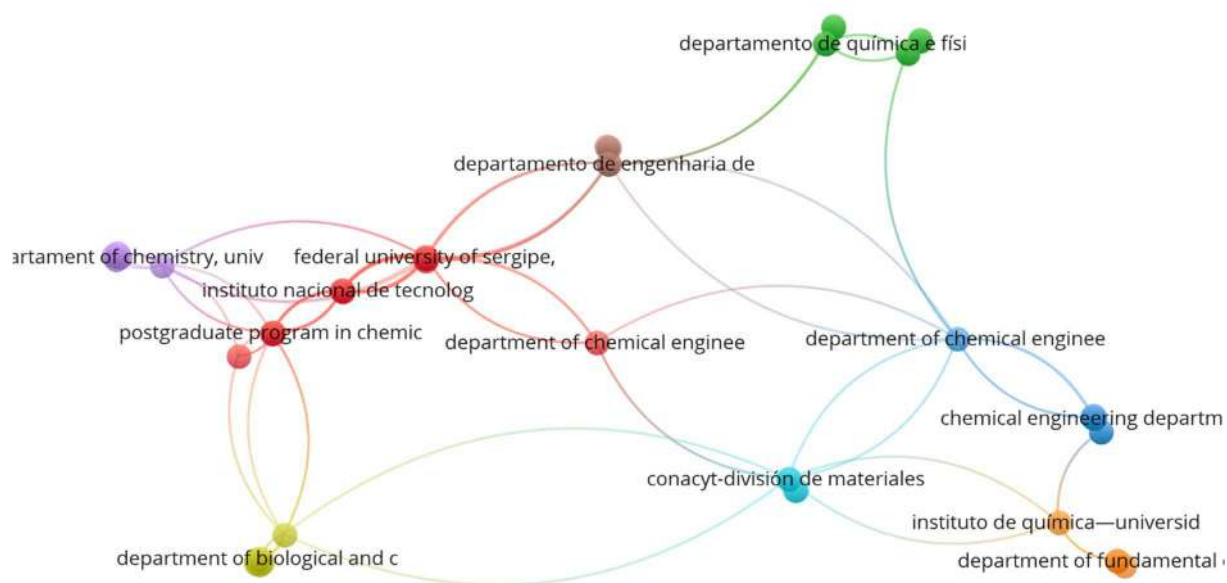 departamento de química e físi
departamento de engenharia de
artament of chemistry, univ
federal university of sergipe,
instituto nacional de tecnolog
postgraduate program in chemic
department of chemical enginee
department of chemical enginee
chemical engineering departm
conacyt-división de materiales
instituto de química—universid
department of biological and c
department of fundamental